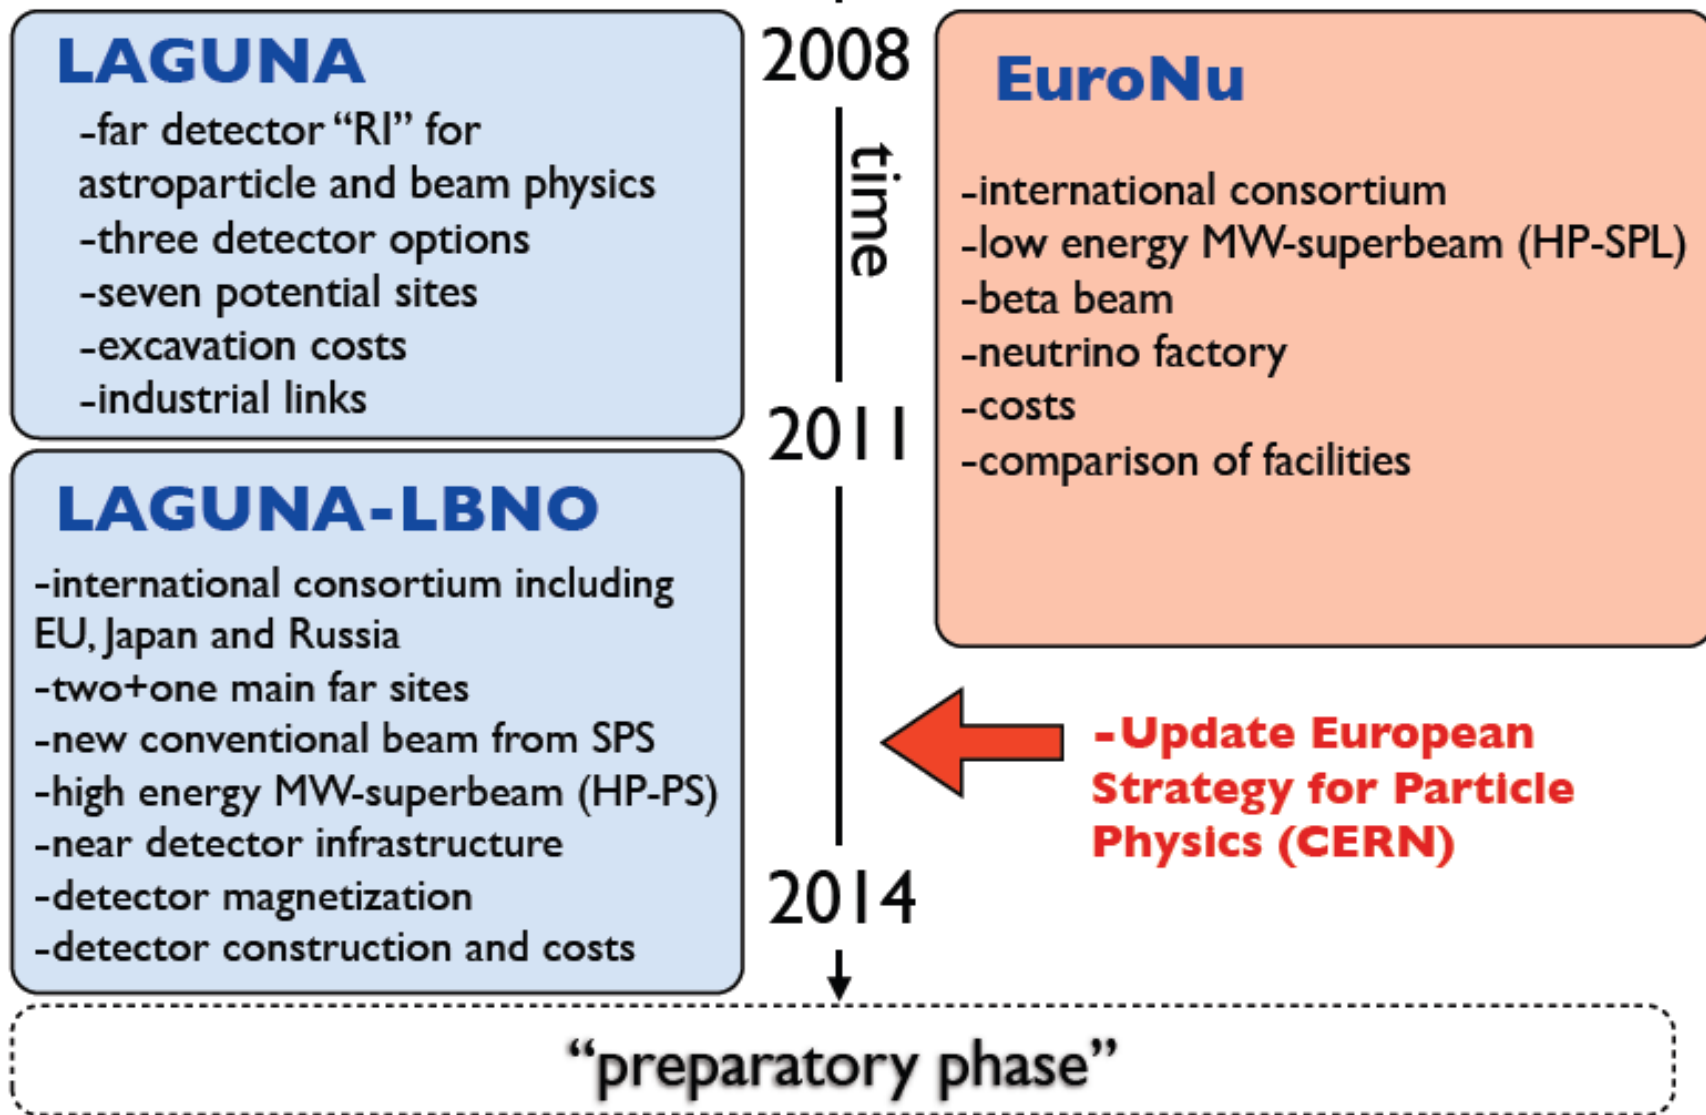 LAGUNA
-far detector “RI” for
astroparticle and beam physics
-three detector options
-seven potential sites
-excavation costs
-industrial links
LAGUNA-LBNO
-international consortium including
EU, Japan and Russia
-two+one main far sites
-new conventional beam from SPS
-high energy MW-superbeam (HP-PS)
-near detector infrastructure
-detector magnetization
-detector construction and costs
2008
time
2011
2014
EuroNu
-international consortium
-low energy MW-superbeam (HP-SPL)
-beta beam
-neutrino factory
-costs
-comparison of facilities
-Update European
Strategy for Particle
Physics (CERN)
“preparatory phase”